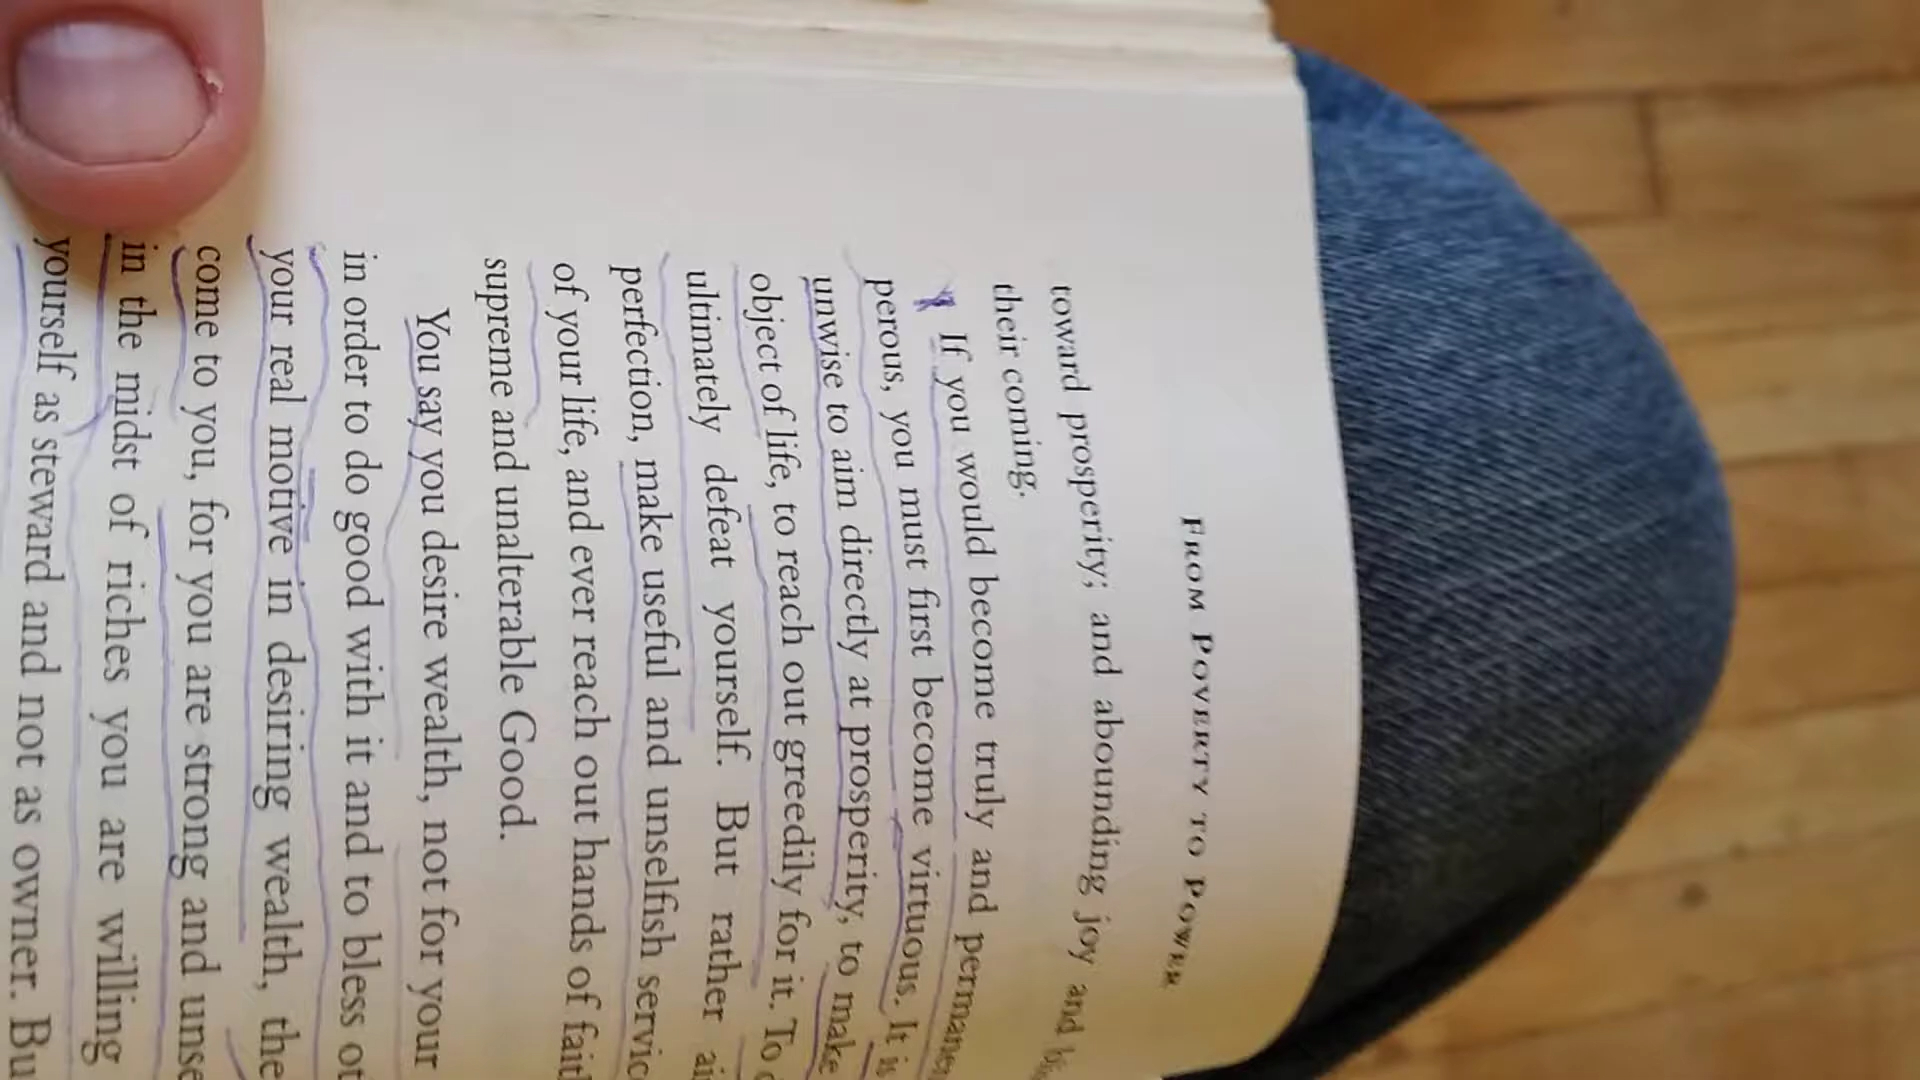 FROM POVERTY TO POWER
toward prosperity; and abounding joy and
their coming.
If you would become truly and
perous, you must first become virtuous. It is
unwise to aim directly at prosperity, to make
object of life, to reach out greedily for it. To
ultimately defeat yourself. But rather
perfection, make useful and unselfish
of your life, and ever reach out hands of
supreme and unalterable Good.
You say you desire wealth, not for your
in order to do good with it and to bless
your real motive in desiring wealth, the
come to you, for you are strong and
in the midst of riches you are willing
yourself as steward and not as owner.